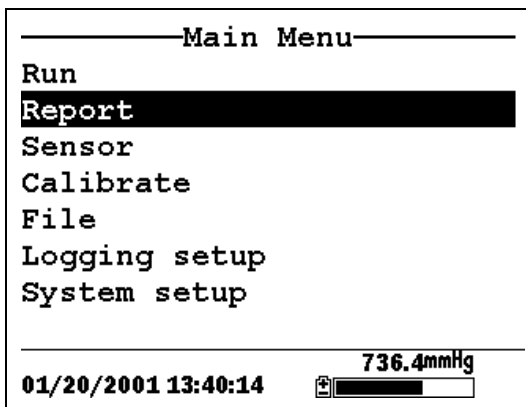 Main Menu
Run
Report
Sensor
Calibrate
File
Logging setup
System setup
736.4mmHg
01/20/2001 13:40:14